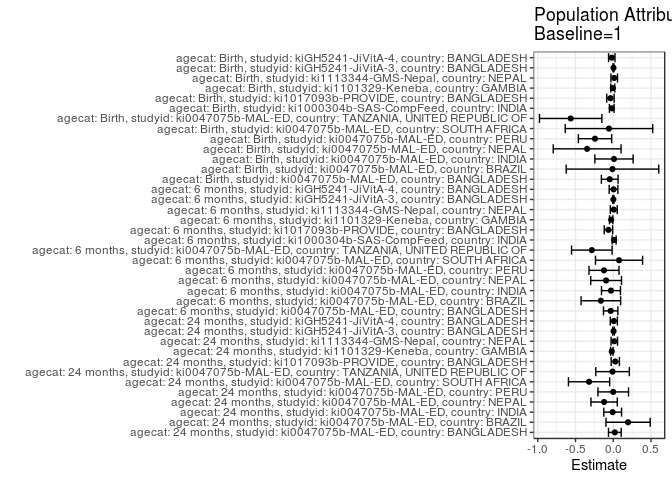 Population Attribu
Baseline=1
agecat: Birth, studyid: kiGH5241-JiVitA-4, country: BANGLADESH
agecat: Birth, studyid: kiGH5241-JiVitA-3, country: BANGLADESH
agecat: Birth, studyid: ki1113344-GMS-Nepal, country: NEPAL
agecat: Birth, studyid: ki1101329-Keneba, country: GAMBIA
agecat: Birth, studyid: ki1017093b-PROVIDE, country: BANGLADESH
agecat: Birth, studyid: ki1000304b-SAS-CompFeed, country: INDIA
agecat: Birth, studyid: ki0047075b-MAL-ED, country: TANZANIA, UNITED REPUBLIC OF
agecat: Birth, studyid: ki0047075b-MAL-ED, country: SOUTH AFRICA
agecat: Birth, studyid: ki0047075b-MAL-ED, country: PERU
agecat: Birth, studyid: ki0047075b-MAL-ED, country: NEPAL
agecat: Birth, studyid: ki0047075b-MAL-ED, country: INDIA
agecat: Birth, studyid: ki0047075b-MAL-ED, country: BRAZIL
agecat: Birth, studyid: ki0047075b-MAL-ED, country: BANGLADESH
agecat: 6 months, studyid: kiGH5241-JiVitA-4, country: BANGLADESH
agecat: 6 months, studyid: kiGH5241-JiVitA-3, country: BANGLADESH
agecat: 6 months, studyid: ki1113344-GMS-Nepal, country: NEPAL
agecat: 6 months, studyid: ki1101329-Keneba, country: GAMBIA
agecat: 6 months, studyid: ki1017093b-PROVIDE, country: BANGLADESH
agecat: 6 months, studyid: ki1000304b-SAS-CompFeed, country: INDIA
agecat: 6 months, studyid: ki0047075b-MAL-ED, country: TANZANIA, UNITED REPUBLIC OF
agecat: 6 months, studyid: ki0047075b-MAL-ED, country: SOUTH AFRICA
agecat: 6 months, studyid: ki0047075b-MAL-ED, country: PERU
agecat: 6 months, studyid: ki0047075b-MAL-ED, country: NEPAL
agecat: 6 months, studyid: ki0047075b-MAL-ED, country: INDIA
agecat: 6 months, studyid: ki0047075b-MAL-ED, country: BRAZIL
agecat: 6 months, studyid: ki0047075b-MAL-ED, country: BANGLADESH
agecat: 24 months, studyid: kiGH5241-JiVitA-4, country: BANGLADESH
agecat: 24 months, studyid: kiGH5241-JiVitA-3, country: BANGLADESH
agecat: 24 months, studyid: ki1113344-GMS-Nepal, country: NEPAL
agecat: 24 months, studyid: ki1101329-Keneba, country: GAMBIA
agecat: 24 months, studyid: ki1017093b-PROVIDE, country: BANGLADESH
agecat: 24 months, studyid: ki0047075b-MAL-ED, country: TANZANIA, UNITED REPUBLIC OF
agecat: 24 months, studyid: ki0047075b-MAL-ED, country: SOUTH AFRICA
agecat: 24 months, studyid: ki0047075b-MAL-ED, country: PERU
agecat: 24 months, studyid: ki0047075b-MAL-ED, country: NEPAL
agecat: 24 months, studyid: ki0047075b-MAL-ED, country: INDIA
agecat: 24 months, studyid: ki0047075b-MAL-ED, country: BRAZIL
agecat: 24 months, studyid: ki0047075b-MAL-ED, country: BANGLADESH
-1.0 -0.5 0.0 0.5
Estimate